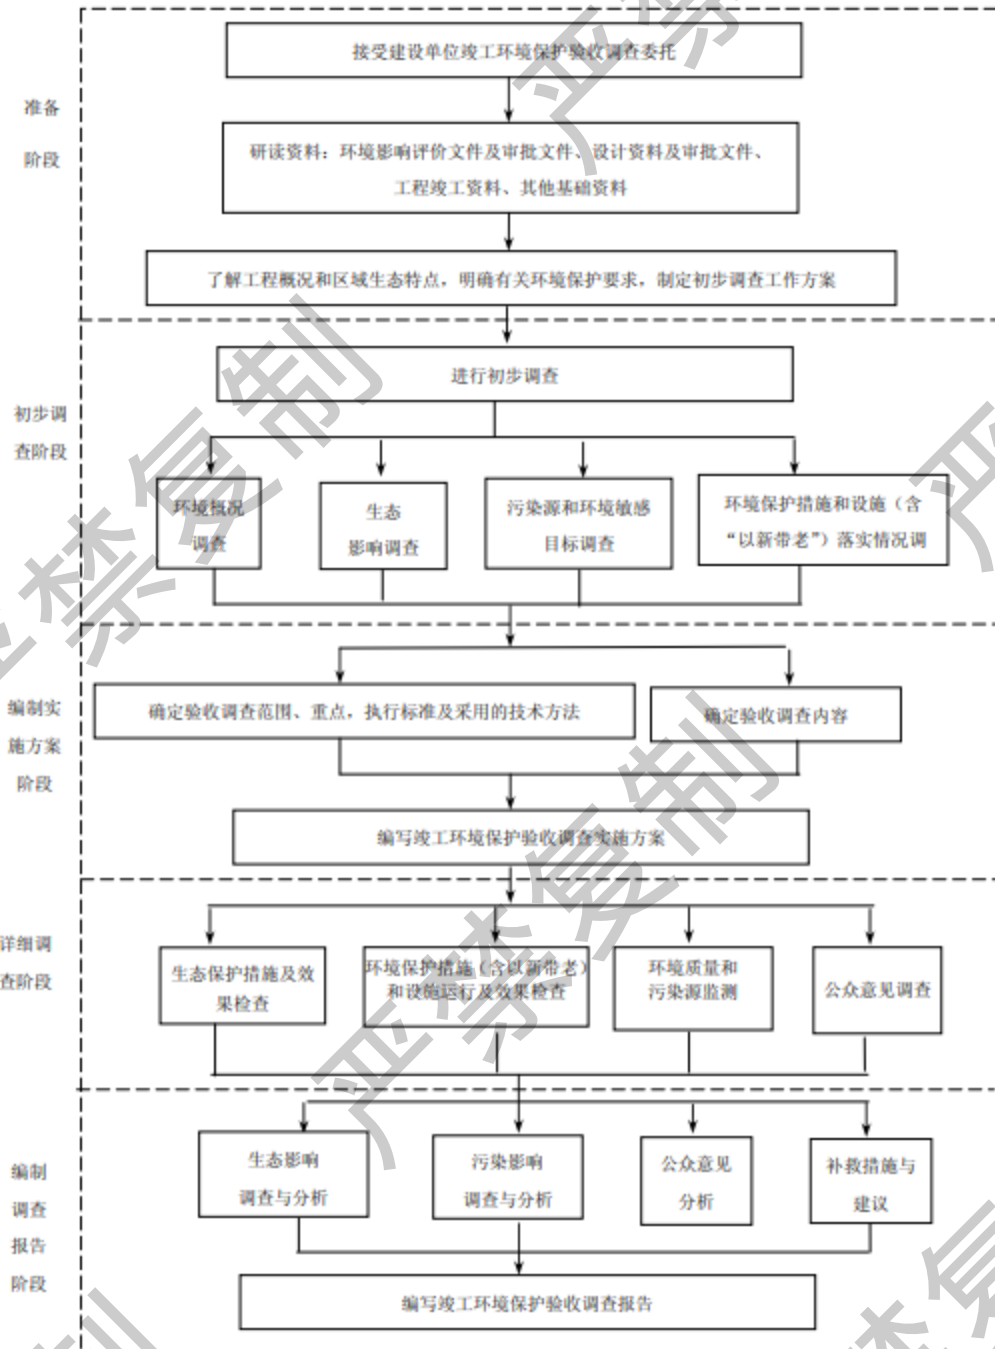 接受建设单位竣工环境保护验收调查委托
准备
阶段
研读资料：环境影响评价文件及审批文件、设计资料及审批文件、
工程竣工资料、其他基础资料
了解工程概况和区域生态特点，明确有关环境保护要求，制定初步调查工作方案
进行初步调查
初步调
查阶段
环境概况
调查
生态
影响调查
污染源和环境敏感
目标调查
环境保护措施和设施（含
“以新带老”）落实情况调
编制实
施方案
阶段
确定验收调查范围、重点，执行标准及采用的技术方法
确定验收调查内容
编写竣工环境保护验收调查实施方案
详细调
查阶段
生态保护措施及效
果检查
环境保护措施（含以新带老）
和设施运行及效果检查
环境质量和
污染源监测
公众意见调查
编制
调查
报告
阶段
生态影响
调查与分析
污染影响
调查与分析
公众意见
分析
补救措施与
建议
编写竣工环境保护验收调查报告
严禁复制
严禁复制